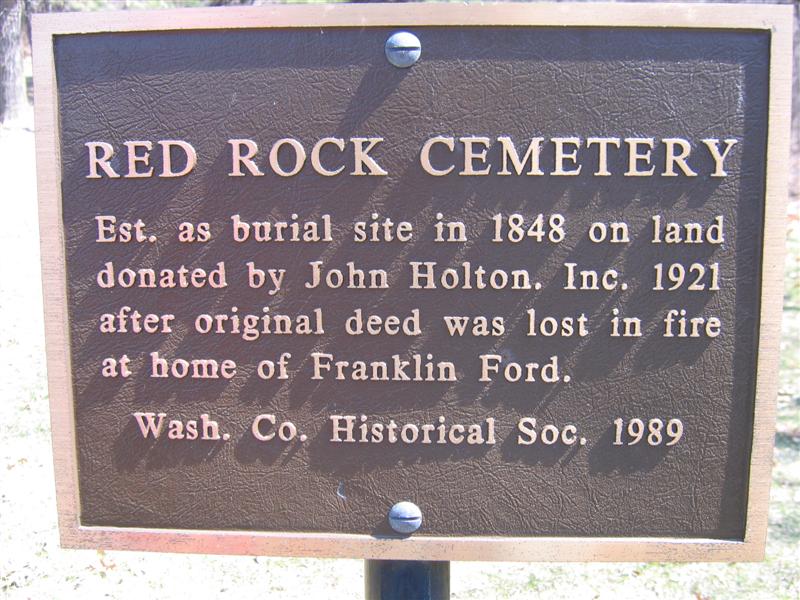 RED ROCK CEMETERY
Est. as burial site in 1848 on land
donated by John Holton. Inc. 1921
after original deed was lost in fire
at home of Franklin Ford.
Wash. Co. Historical Soc. 1989